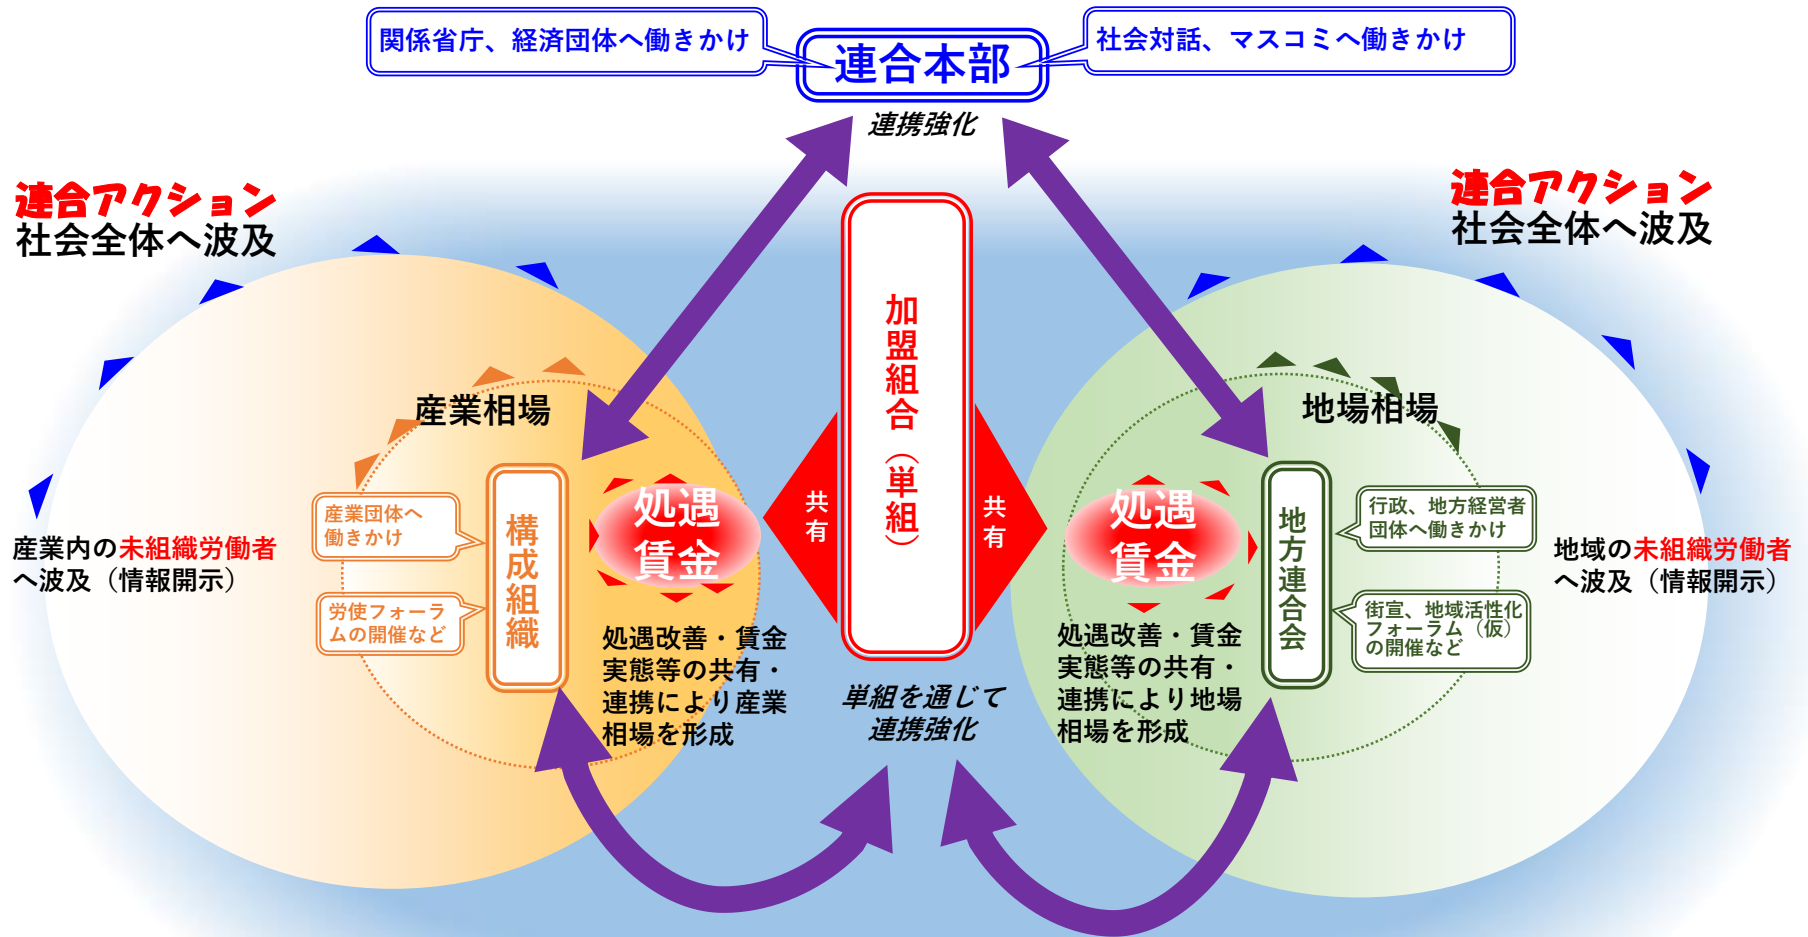 関係省庁、経済団体へ働きかけ
連合本部
社会対話、マスコミへ働きかけ
連携強化
連合アクション
社会全体へ波及
連合アクション
社会全体へ波及
産業相場
産業団体へ
働きかけ
労使フォーラ
ムの開催など
構成組織
処遇
賃金
産業内の未組織労働者
へ波及（情報開示）
処遇改善・賃金
実態等の共有・
連携により産業
相場を形成
共有
加盟組合（単組）
共有
単組を通じて
連携強化
地場相場
処遇
賃金
地方連合会
行政、地方経営者
団体へ働きかけ
街宣、地域活性化
フォーラム（仮）
の開催など
処遇改善・賃金
実態等の共有・
連携により地場
相場を形成
地域の未組織労働者
へ波及（情報開示）